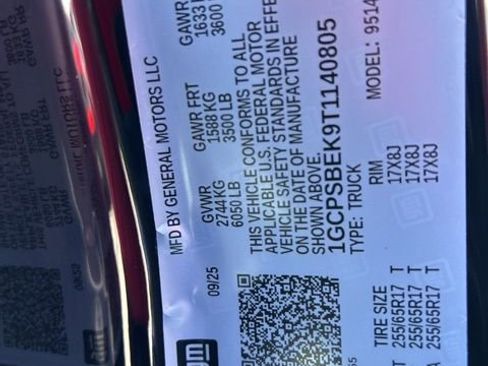 MFD BY GENERAL MOTORS LLC
09/25
GVWR
2744 KG
6050 LB
GAWR FRT
1588 KG
3500 LB
GAWR
1633
3600
THIS VEHICLE CONFORMS TO ALL
APPLICABLE U.S. FEDERAL MOTOR
VEHICLE SAFETY STANDARDS IN EFFE
ON THE DATE OF MANUFACTURE
SHOWN ABOVE.
1GCPSBEK9T1140805
TYPE: TRUCK
MODEL: 9514
TIRE SIZE
RIM
255/65R17 T
17X8J
255/65R17 T
17X8J
255/65R17 T
17X8J
gm